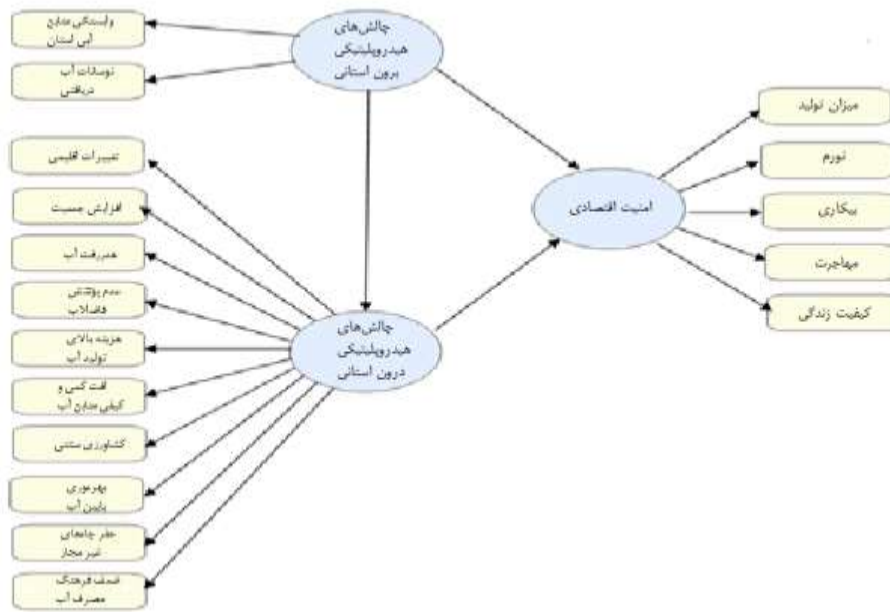 وابستگی منابع
آبی استان
نوسانات آب
دریافتی
چالش‌های
هیدروپلیتیکی
برون استانی
تغییرات اقلیمی
افزایش جمعیت
هدررفت آب
عدم پوشش
فاضلاب
هزینه بالای
تولید آب
افت کمی و
کیفی منابع آب
کشاورزی سنتی
بهره‌وری
پایین آب
حفر چاه‌های
غیر مجاز
ضعف فرهنگ
مصرف آب
چالش‌های
هیدروپلیتیکی
درون استانی
امنیت اقتصادی
میزان تولید
تورم
بیکاری
مهاجرت
کیفیت زندگی